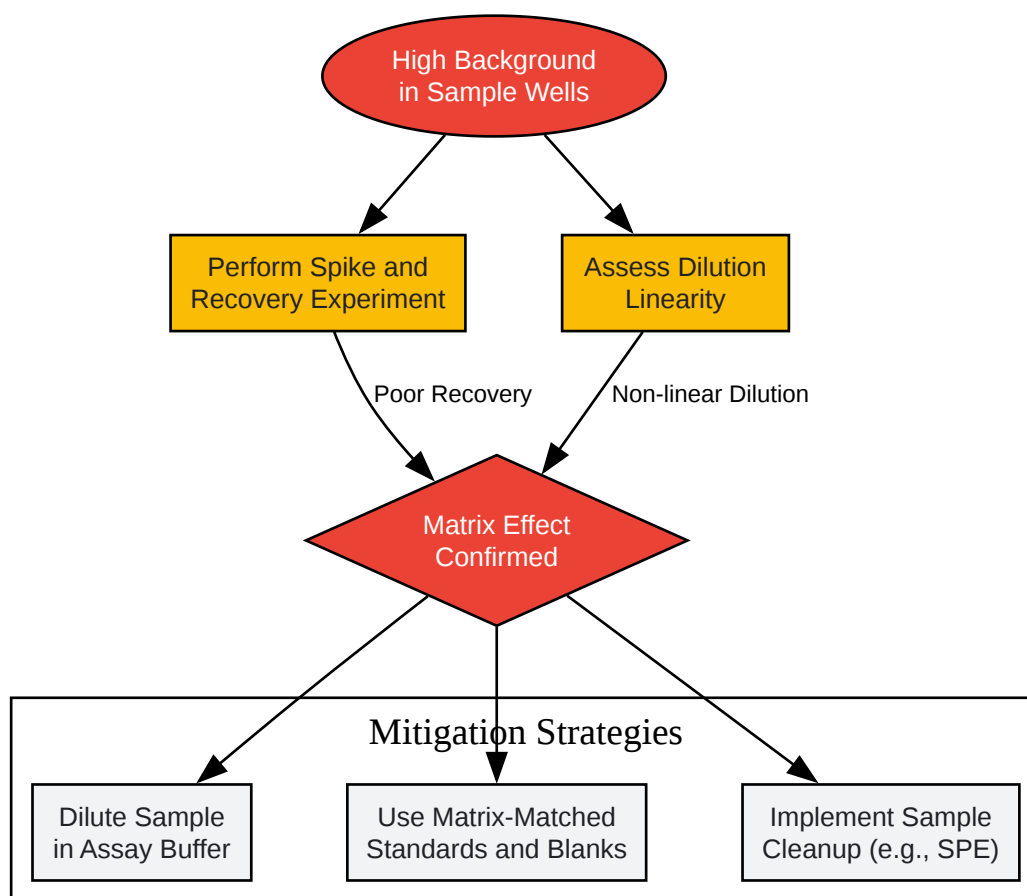 High Background
in Sample Wells
Perform Spike and
Recovery Experiment
Assess Dilution
Linearity
Poor Recovery
Non-linear Dilution
Matrix Effect
Confirmed
Mitigation Strategies
Dilute Sample
in Assay Buffer
Use Matrix-Matched
Standards and Blanks
Implement Sample
Cleanup (e.g., SPE)